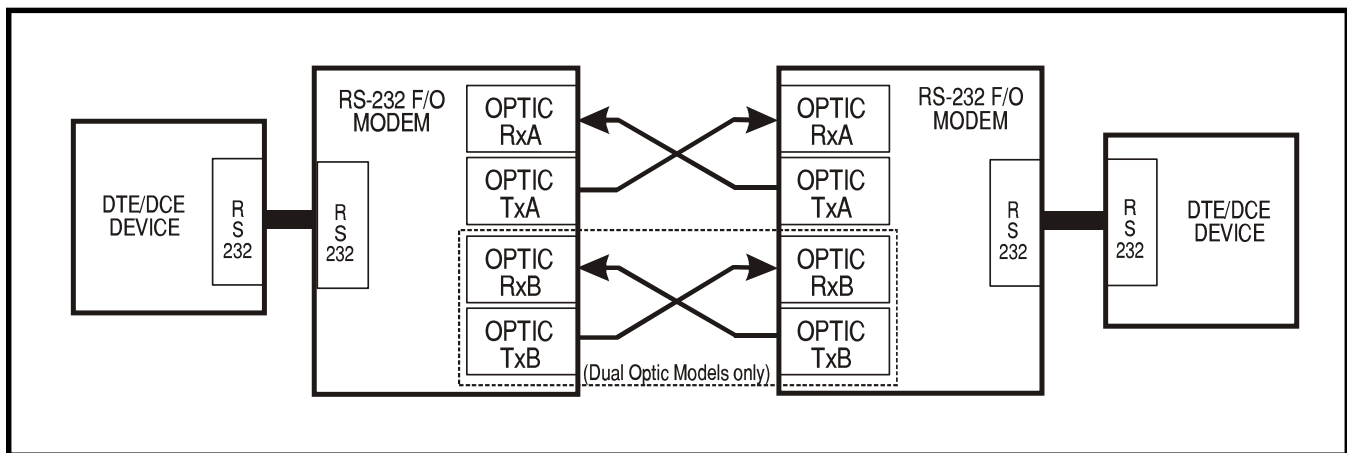 DTE/DCE
DEVICE
R
S
232
R
S
232
RS-232 F/O
MODEM
OPTIC
RxA
OPTIC
TxA
OPTIC
RxB
OPTIC
TxB
(Dual Optic Models only)
OPTIC
RxA
OPTIC
TxA
OPTIC
RxB
OPTIC
TxB
RS-232 F/O
MODEM
R
S
232
R
S
232
DTE/DCE
DEVICE